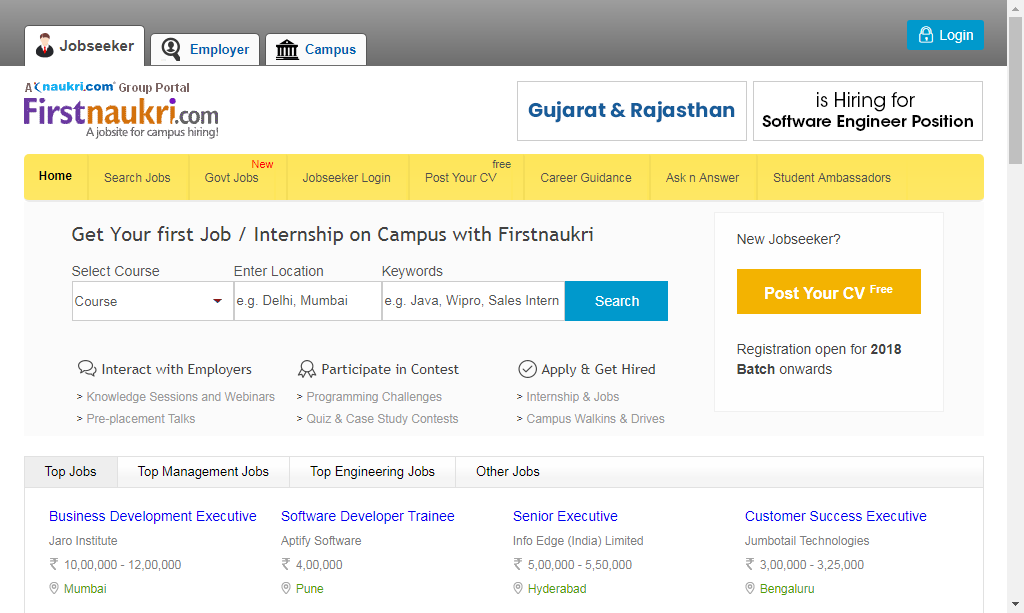 Jobseeker
Employer
Campus
Login
A naukri.com Group Portal
Firstnaukri.com
A jobsite for campus hiring!
Gujarat & Rajasthan
is Hiring for
Software Engineer Position
Home
Search Jobs
Govt Jobs
New
Jobseeker Login
Post Your CV
free
Career Guidance
Ask n Answer
Student Ambassadors
Get Your first Job / Internship on Campus with Firstnaukri
Select Course
Enter Location
Keywords
Course
e.g. Delhi, Mumbai
e.g. Java, Wipro, Sales Intern
Search
New Jobseeker?
Post Your CV Free
Registration open for 2018
Batch onwards
Interact with Employers
> Knowledge Sessions and Webinars
> Pre-placement Talks
Participate in Contest
> Programming Challenges
> Quiz & Case Study Contests
Apply & Get Hired
> Internship & Jobs
> Campus Walkins & Drives
Top Jobs
Top Management Jobs
Top Engineering Jobs
Other Jobs
Business Development Executive
Jaro Institute
₹ 10,00,000 - 12,00,000
Mumbai
Software Developer Trainee
Aptify Software
₹ 4,00,000
Pune
Senior Executive
Info Edge (India) Limited
₹ 5,00,000 - 5,50,000
Hyderabad
Customer Success Executive
Jumbotail Technologies
₹ 3,00,000 - 3,25,000
Bengaluru